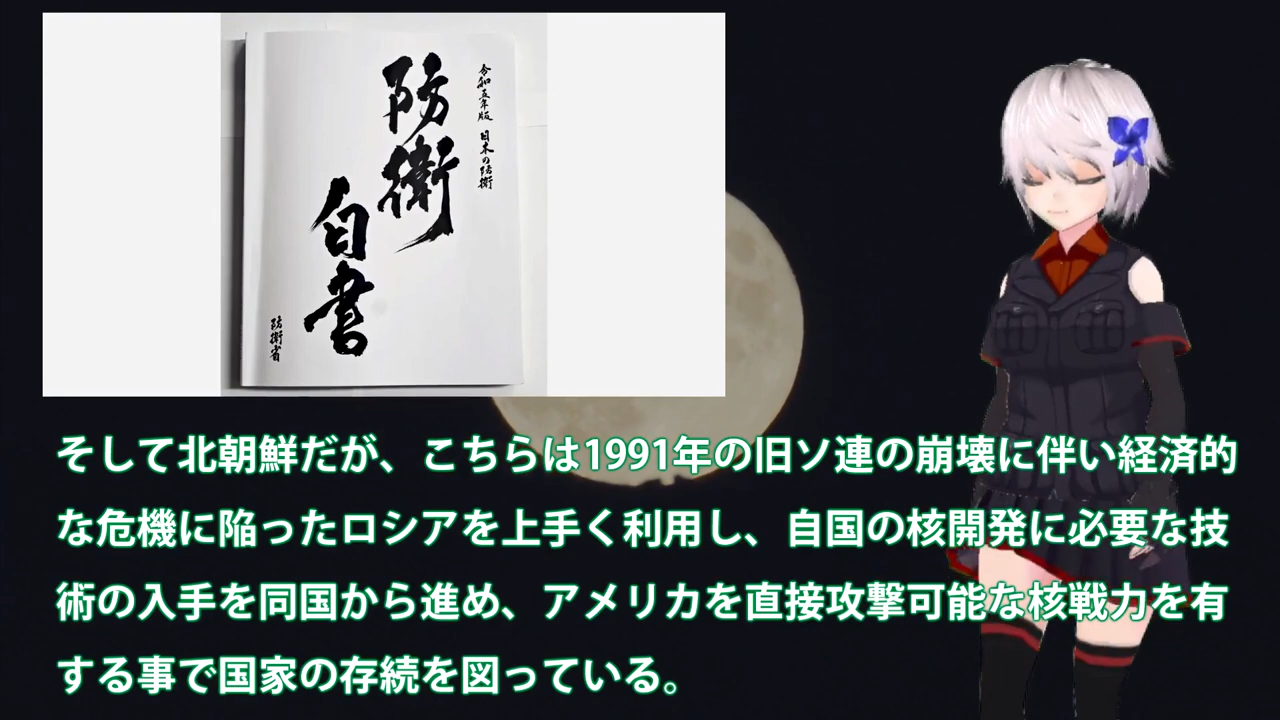 令和五年版 日本の防衛
防衛
白書
防衛省
そして北朝鮮だが、こちらは1991年の旧ソ連の崩壊に伴い経済的
な危機に陥ったロシアを上手く利用し、自国の核開発に必要な技
術の入手を同国から進め、アメリカを直接攻撃可能な核戦力を有
する事で国家の存続を図っている。